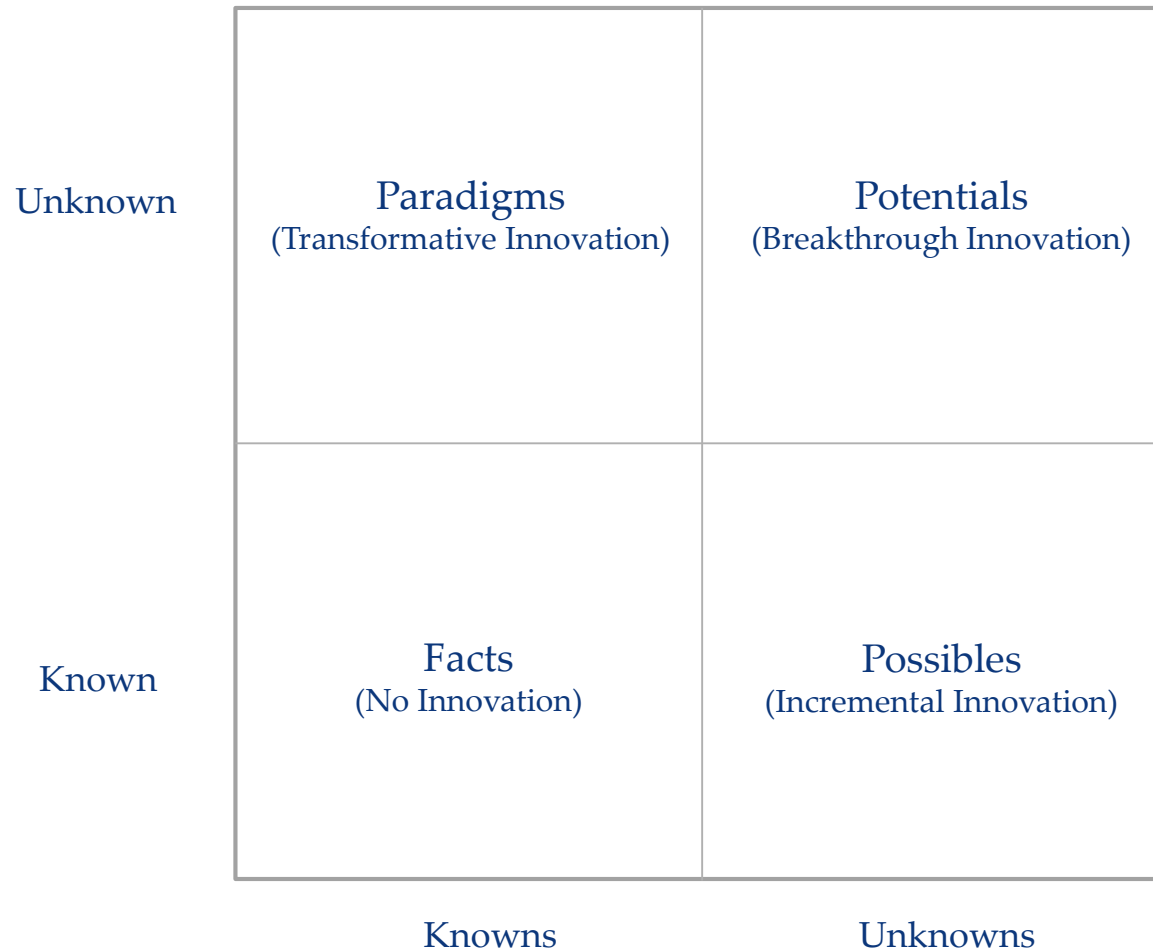 Unknown
Paradigms
(Transformative Innovation)
Potentials
(Breakthrough Innovation)
Known
Facts
(No Innovation)
Possibles
(Incremental Innovation)
Knowns
Unknowns